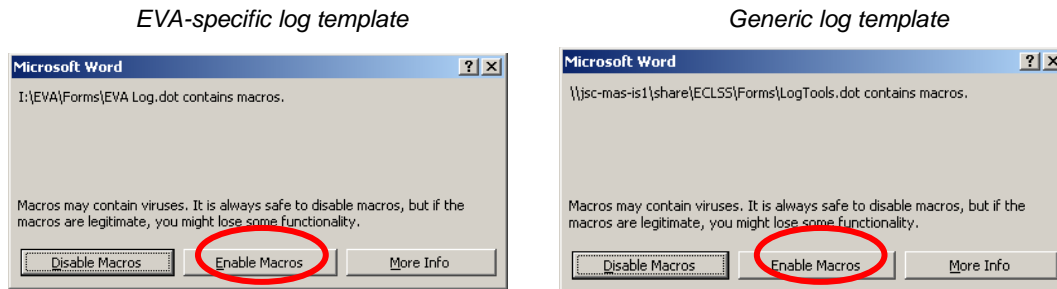 EVA-specific log template
Microsoft Word
I:\EVA\Forms\EVA Log.dot contains macros.
Macros may contain viruses. It is always safe to disable macros, but if the
macros are legitimate, you might lose some functionality.
Disable Macros
Enable Macros
More Info
Generic log template
Microsoft Word
\\jsc-mas-is1\share\ECLSS\Forms\LogTools.dot contains macros.
Macros may contain viruses. It is always safe to disable macros, but if the
macros are legitimate, you might lose some functionality.
Disable Macros
Enable Macros
More Info